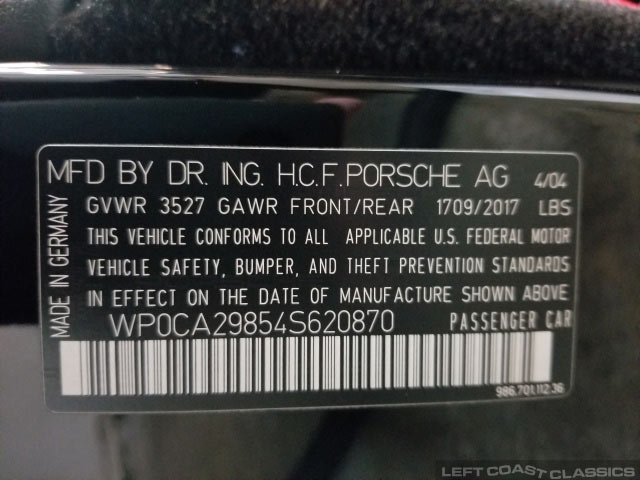 MFD BY DR. ING. H.C.F. PORSCHE AG 4/04
GVWR 3527 GAWR FRONT/REAR 1709/2017 LBS
THIS VEHICLE CONFORMS TO ALL APPLICABLE U.S. FEDERAL MOTOR
VEHICLE SAFETY, BUMPER, AND THEFT PREVENTION STANDARDS
IN EFFECT ON THE DATE OF MANUFACTURE SHOWN ABOVE
WP0CA29854S620870 PASSENGER CAR
986.701.112.36
MADE IN GERMANY
LEFT COAST CLASSICS